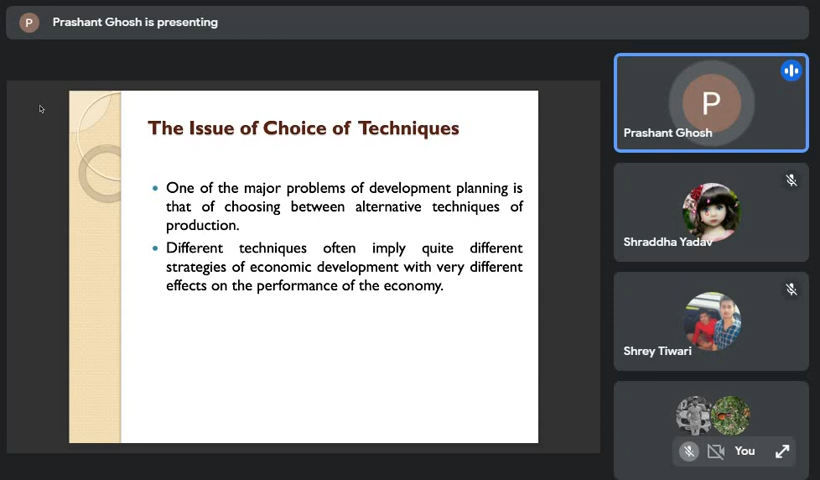 P
Prashant Ghosh is presenting
The Issue of Choice of Techniques
• One of the major problems of development planning is
that of choosing between alternative techniques of
production.
• Different techniques often imply quite different
strategies of economic development with very different
effects on the performance of the economy.
P
Prashant Ghosh
Shraddha Yadav
Shrey Tiwari
You